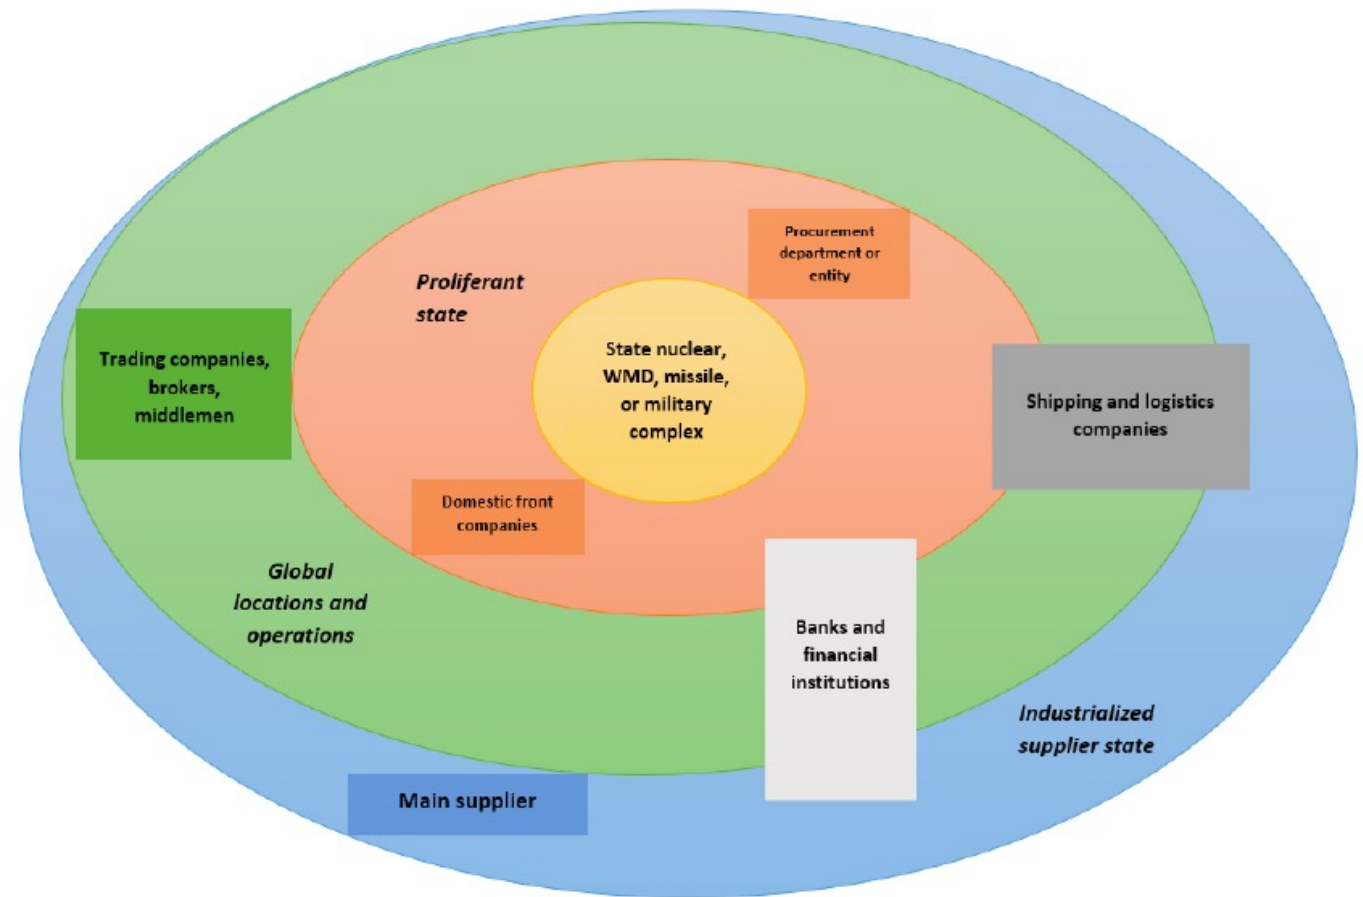 Procurement
department or
entity
Proliferant
state
State nuclear,
WMD, missile,
or military
complex
Trading companies,
brokers,
middlemen
Shipping and logistics
companies
Domestic front
companies
Global
locations and
operations
Banks and
financial
institutions
Industrialized
supplier state
Main supplier